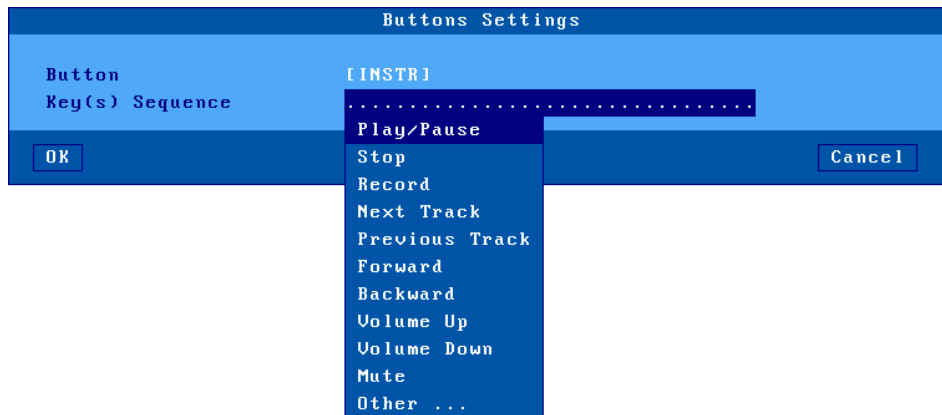 Buttons Settings
Button [INSTR]
Key(s) Sequence .................................
Play/Pause
OK Stop Cancel
Record
Next Track
Previous Track
Forward
Backward
Volume Up
Volume Down
Mute
Other ...